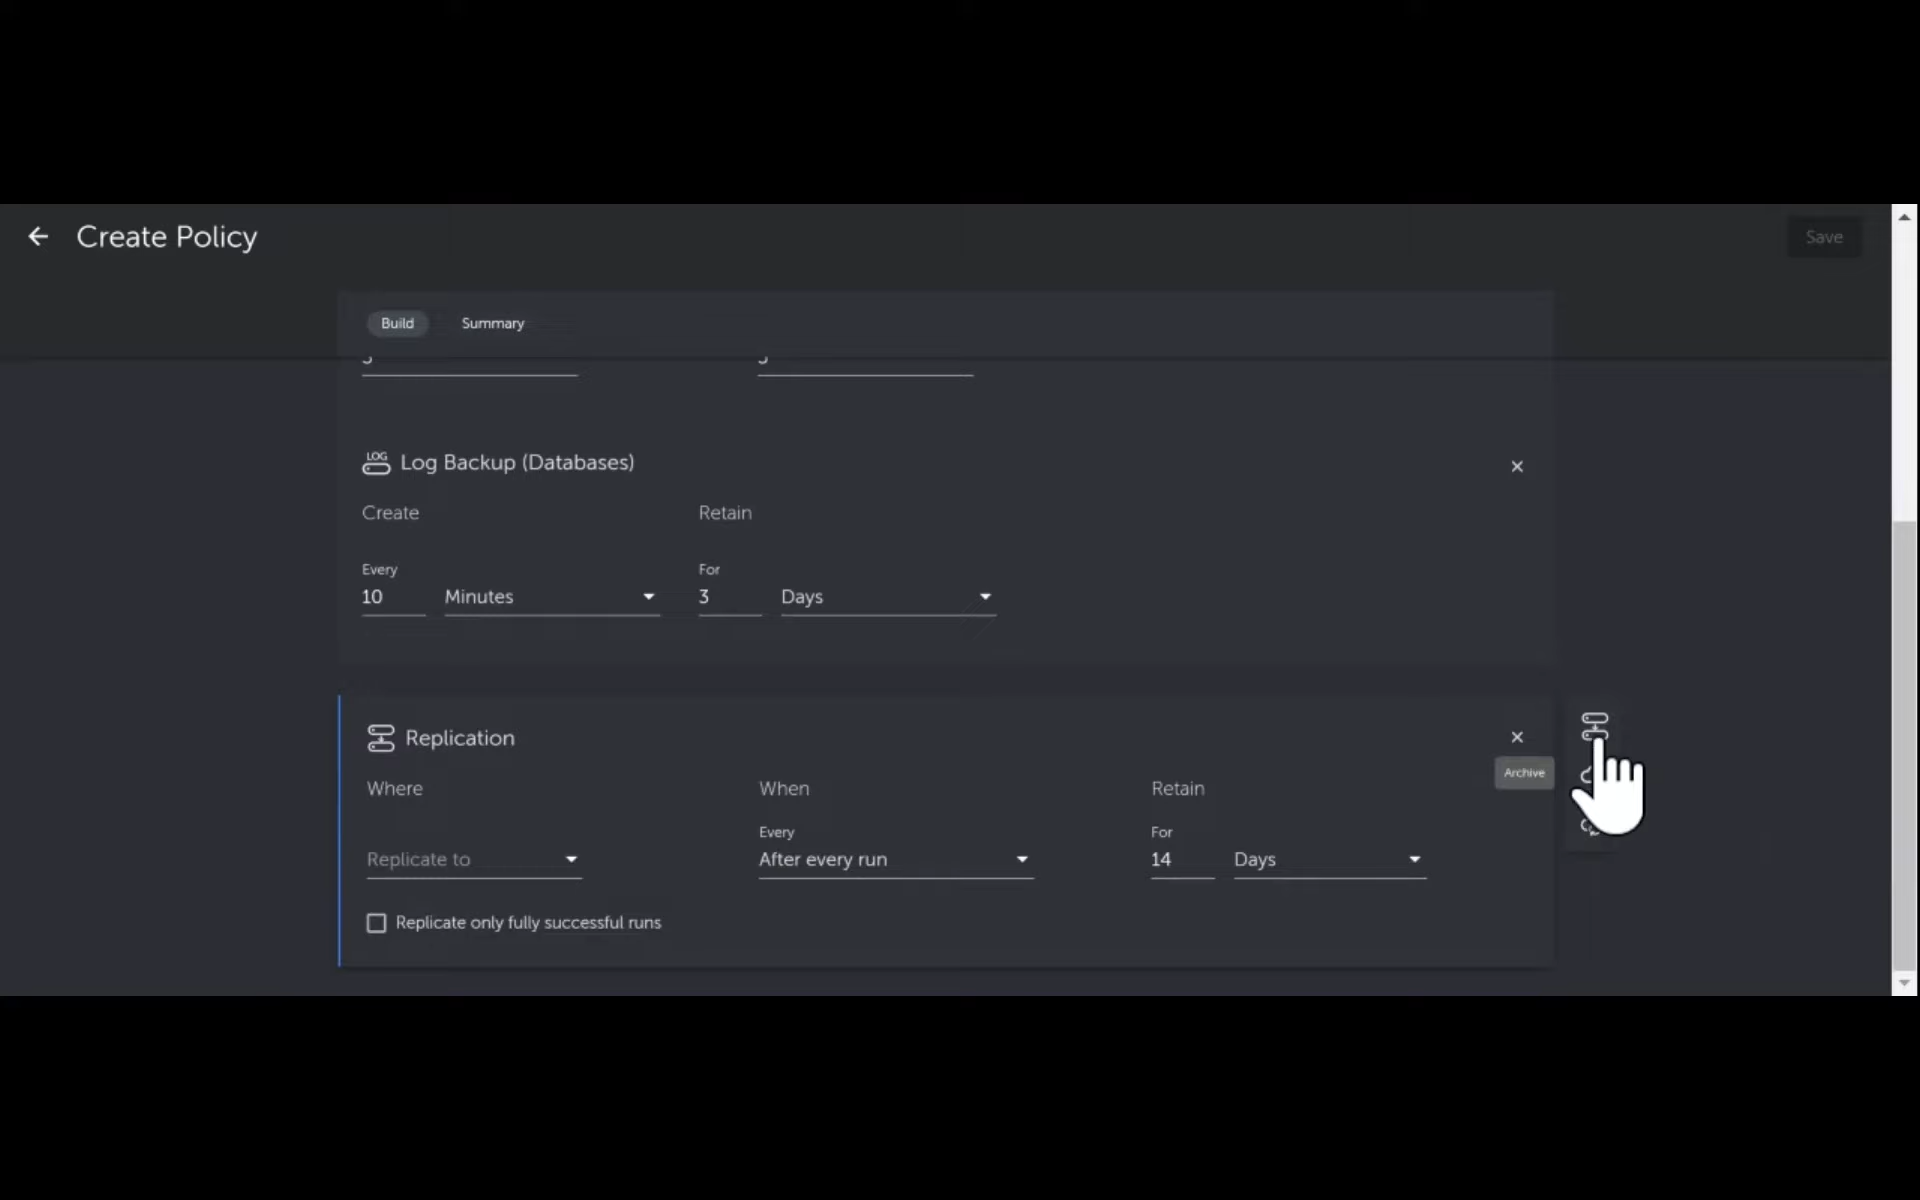 Create Policy
Save
Build Summary
LOG
Log Backup (Databases)
Create Retain
Every For
10 Minutes 3 Days
Replication
Archive
Where When Retain
Every For
Replicate to After every run 14 Days
Replicate only fully successful runs